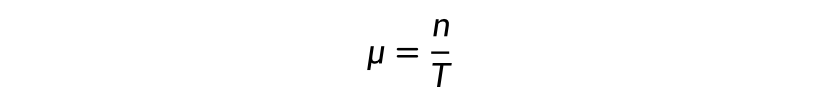 μ = n/T